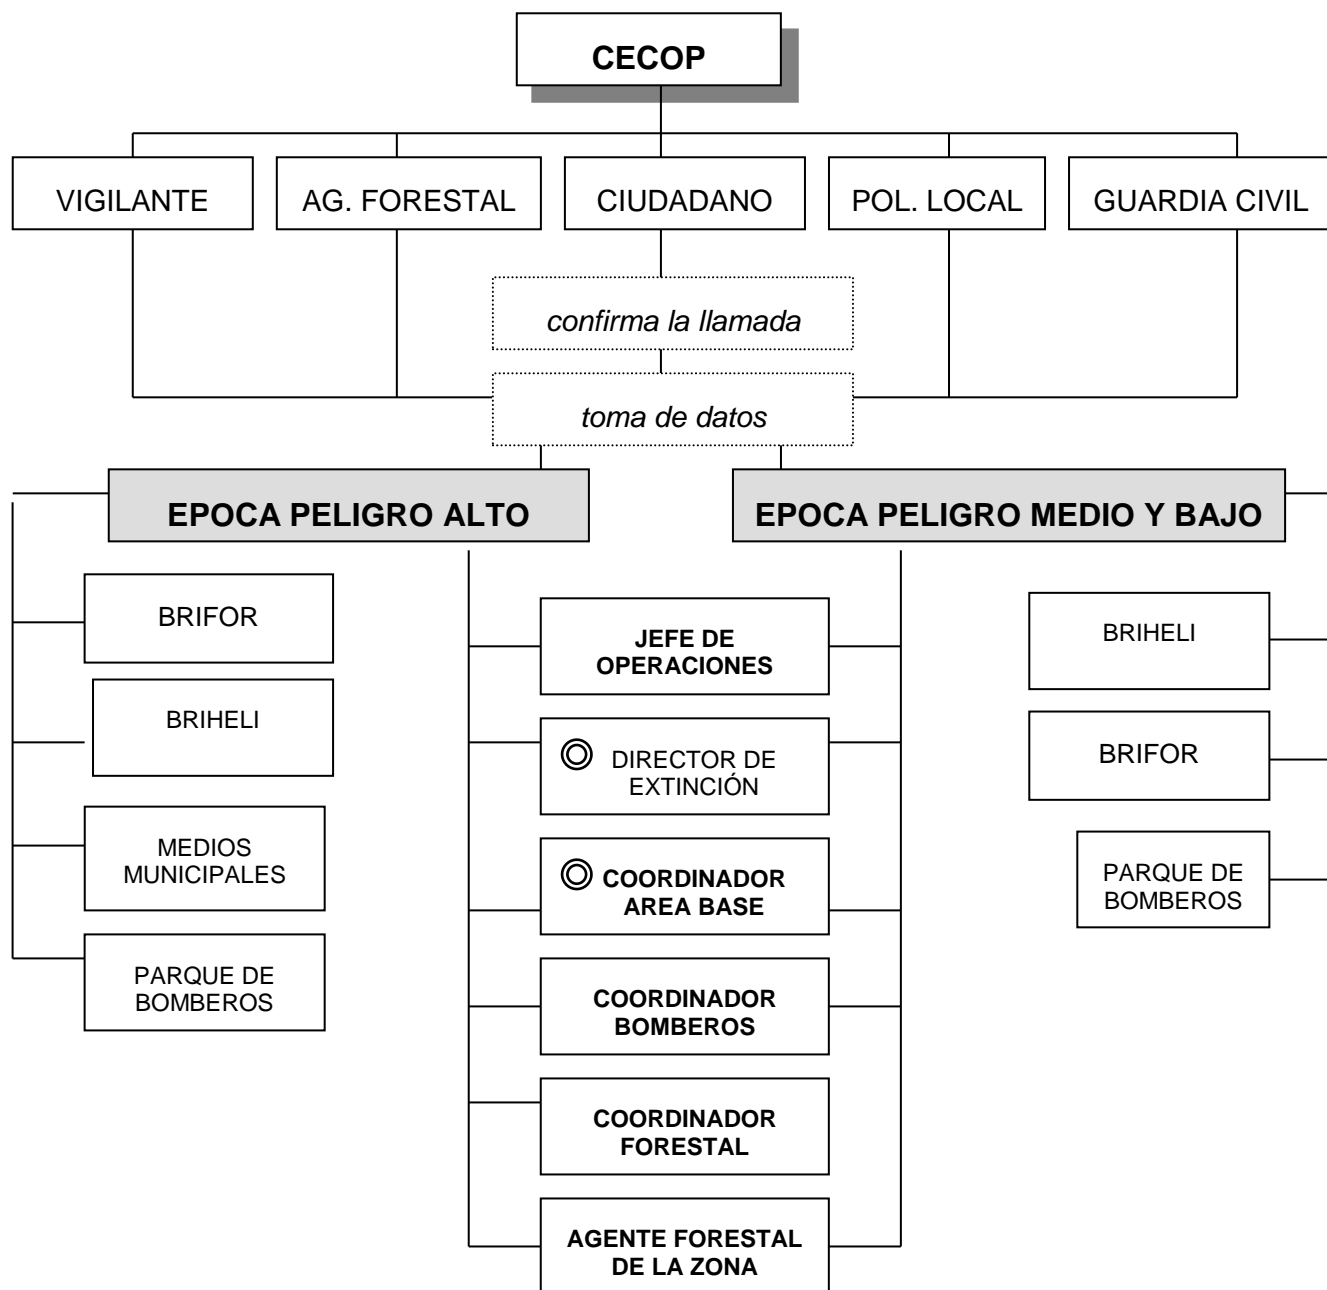 CECOP
VIGILANTE
AG. FORESTAL
CIUDADANO
POL. LOCAL
GUARDIA CIVIL
confirma la llamada
toma de datos
EPOCA PELIGRO ALTO
EPOCA PELIGRO MEDIO Y BAJO
BRIFOR
BRIHELI
MEDIOS
MUNICIPALES
PARQUE DE
BOMBEROS
JEFE DE
OPERACIONES
DIRECTOR DE
EXTINCIÓN
COORDINADOR
AREA BASE
COORDINADOR
BOMBEROS
COORDINADOR
FORESTAL
AGENTE FORESTAL
DE LA ZONA
BRIHELI
BRIFOR
PARQUE DE
BOMBEROS